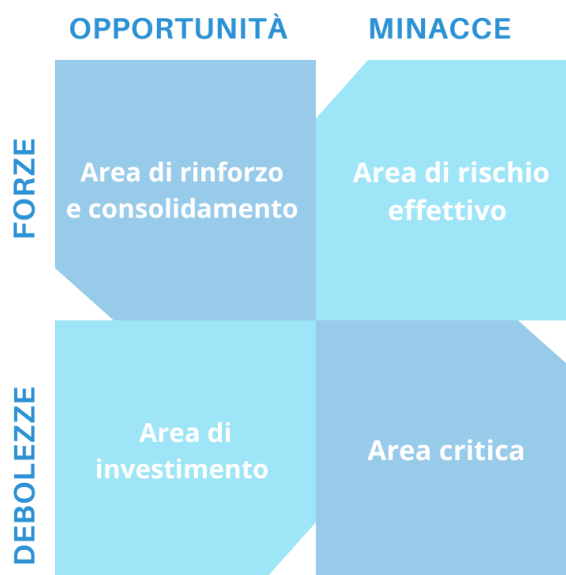 OPPORTUNITÀ
MINACCE
FORZE
Area di rinforzo
e consolidamento
Area di rischio
effettivo
DEBOLEZZE
Area di
investimento
Area critica